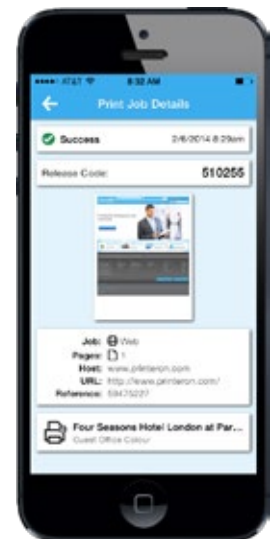 AT&T 8:32 AM
Print Job Details
Success 2/6/2014 8:29am
Release Code: 510255
Job: Web
Pages: 1
Host: www.printeron.com
URL: http://www.printeron.com/
Reference: 59475227
Four Seasons Hotel London at Par...
Guest Office Colour